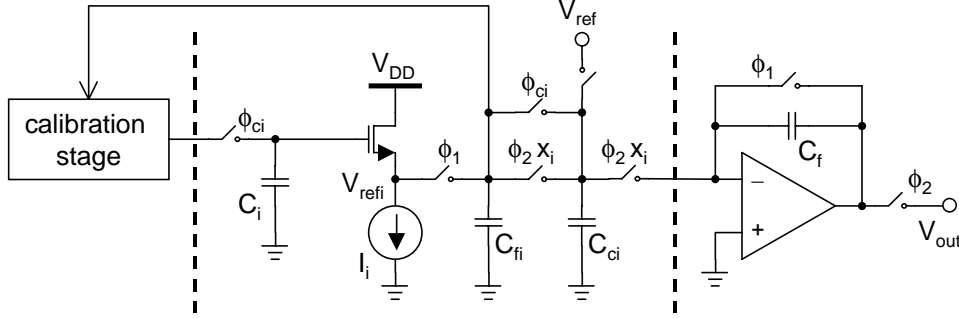 V_ref
V_DD
ϕ_1
calibration
stage
ϕ_ci
ϕ_ci
C_f
ϕ_1
ϕ_2 x_i
ϕ_2 x_i
−
ϕ_2
V_refi
C_i
+
V_out
I_i
C_fi
C_ci